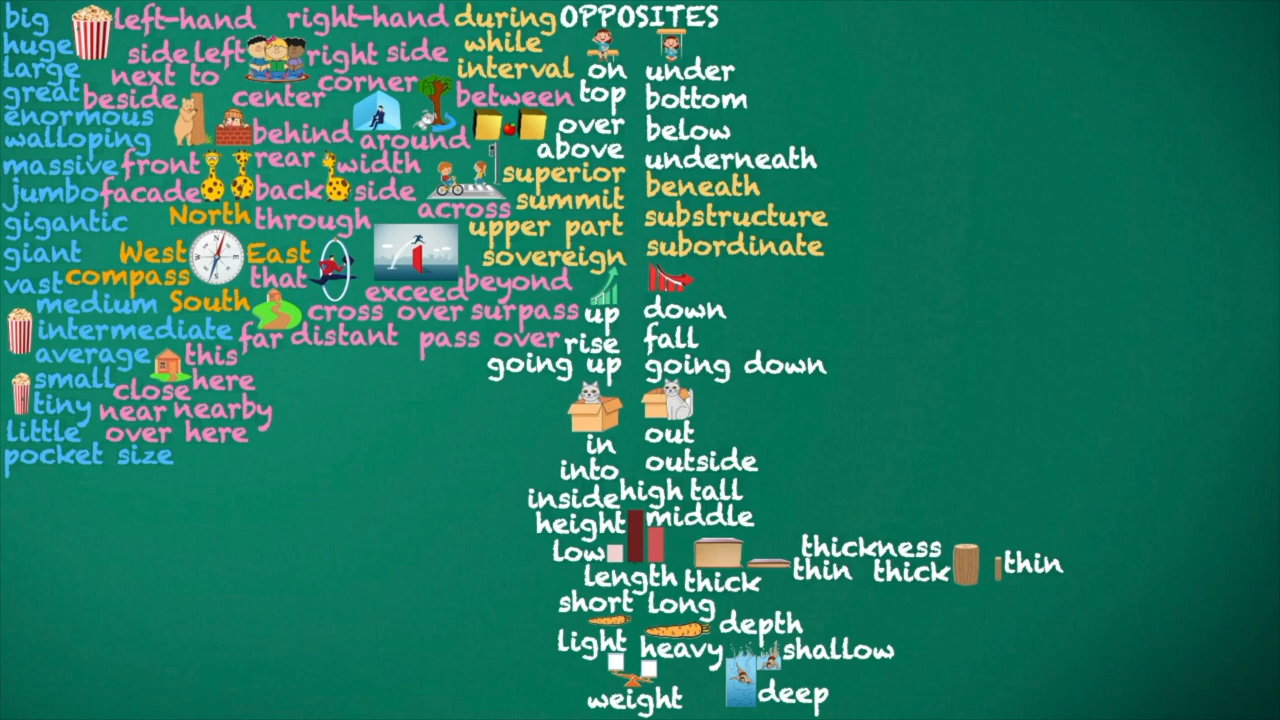 big left-hand right-hand during OPPOSITES
huge side left right side while
large next to corner interval on under
great beside center between top bottom
enormous behind around over below
walloping above underneath
massive front rear width superior beneath
jumbo facade back side across summit substructure
gigantic North through upper part subordinate
giant West East sovereign
vast compass that exceed beyond
medium South cross over surpass up down
intermediate far distant pass over rise fall
average this going up going down
small close here
tiny near nearby
little over here in out
pocket size into outside
inside high tall
height middle
low thickness
length thick thin thick thin
short long
light heavy depth
shallow
weight deep